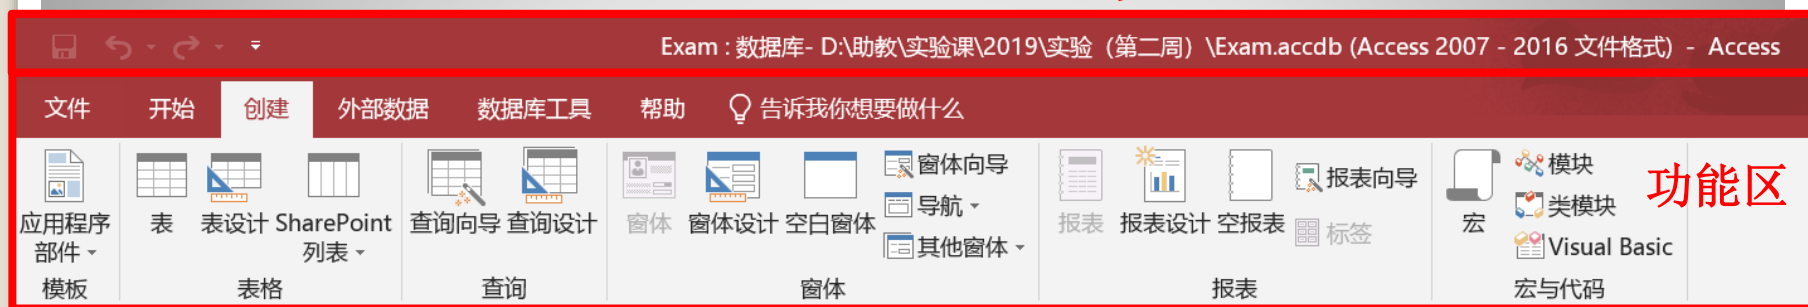 Exam : 数据库- D:\助教\实验课\2019\实验（第二周）\Exam.accdb (Access 2007 - 2016 文件格式) - Access
文件 开始 创建 外部数据 数据库工具 帮助 告诉我你想要做什么
应用程序部件
表
表设计
SharePoint
列表
查询向导
查询设计
窗体
窗体设计
空白窗体
窗体向导
导航
其他窗体
报表
报表设计
空报表
报表向导
标签
宏
模块
类模块
Visual Basic
功能区
模板 表格 查询 窗体 报表 宏与代码